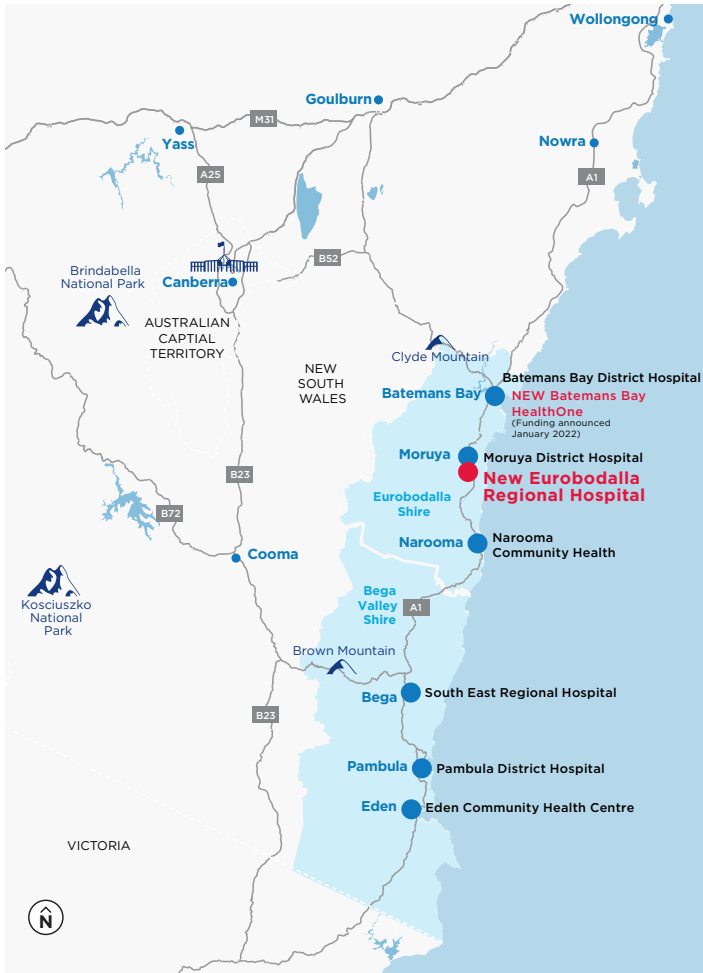 Wollongong
Goulburn
M31
Yass
Nowra
A25
A1
B52
Brindabella
National Park
Canberra
AUSTRALIAN
CAPTIAL
TERRITORY
Clyde Mountain
NEW
SOUTH
WALES
Batemans Bay District Hospital
Batemans Bay
NEW Batemans Bay
HealthOne
(Funding announced
January 2022)
Moruya
Moruya District Hospital
New Eurobodalla
Regional Hospital
B23
Eurobodalla
Shire
B72
Narooma
Narooma
Community Health
Cooma
Bega
Valley
Shire
A1
Kosciuszko
National
Park
Brown Mountain
Bega
South East Regional Hospital
B23
Pambula
Pambula District Hospital
Eden
Eden Community Health Centre
VICTORIA
N